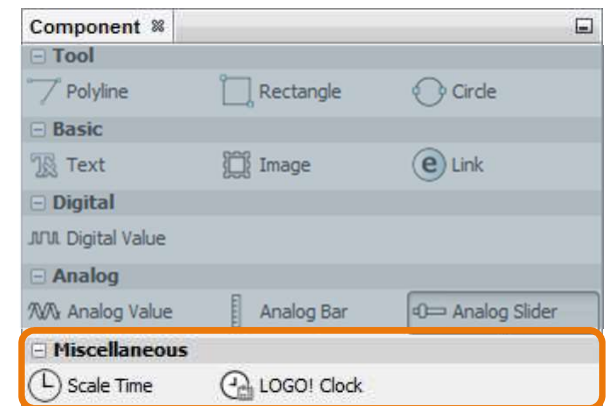 Component
Tool
Polyline Rectangle Circle
Basic
Text Image Link
Digital
Digital Value
Analog
Analog Value Analog Bar Analog Slider
Miscellaneous
Scale Time LOGO! Clock